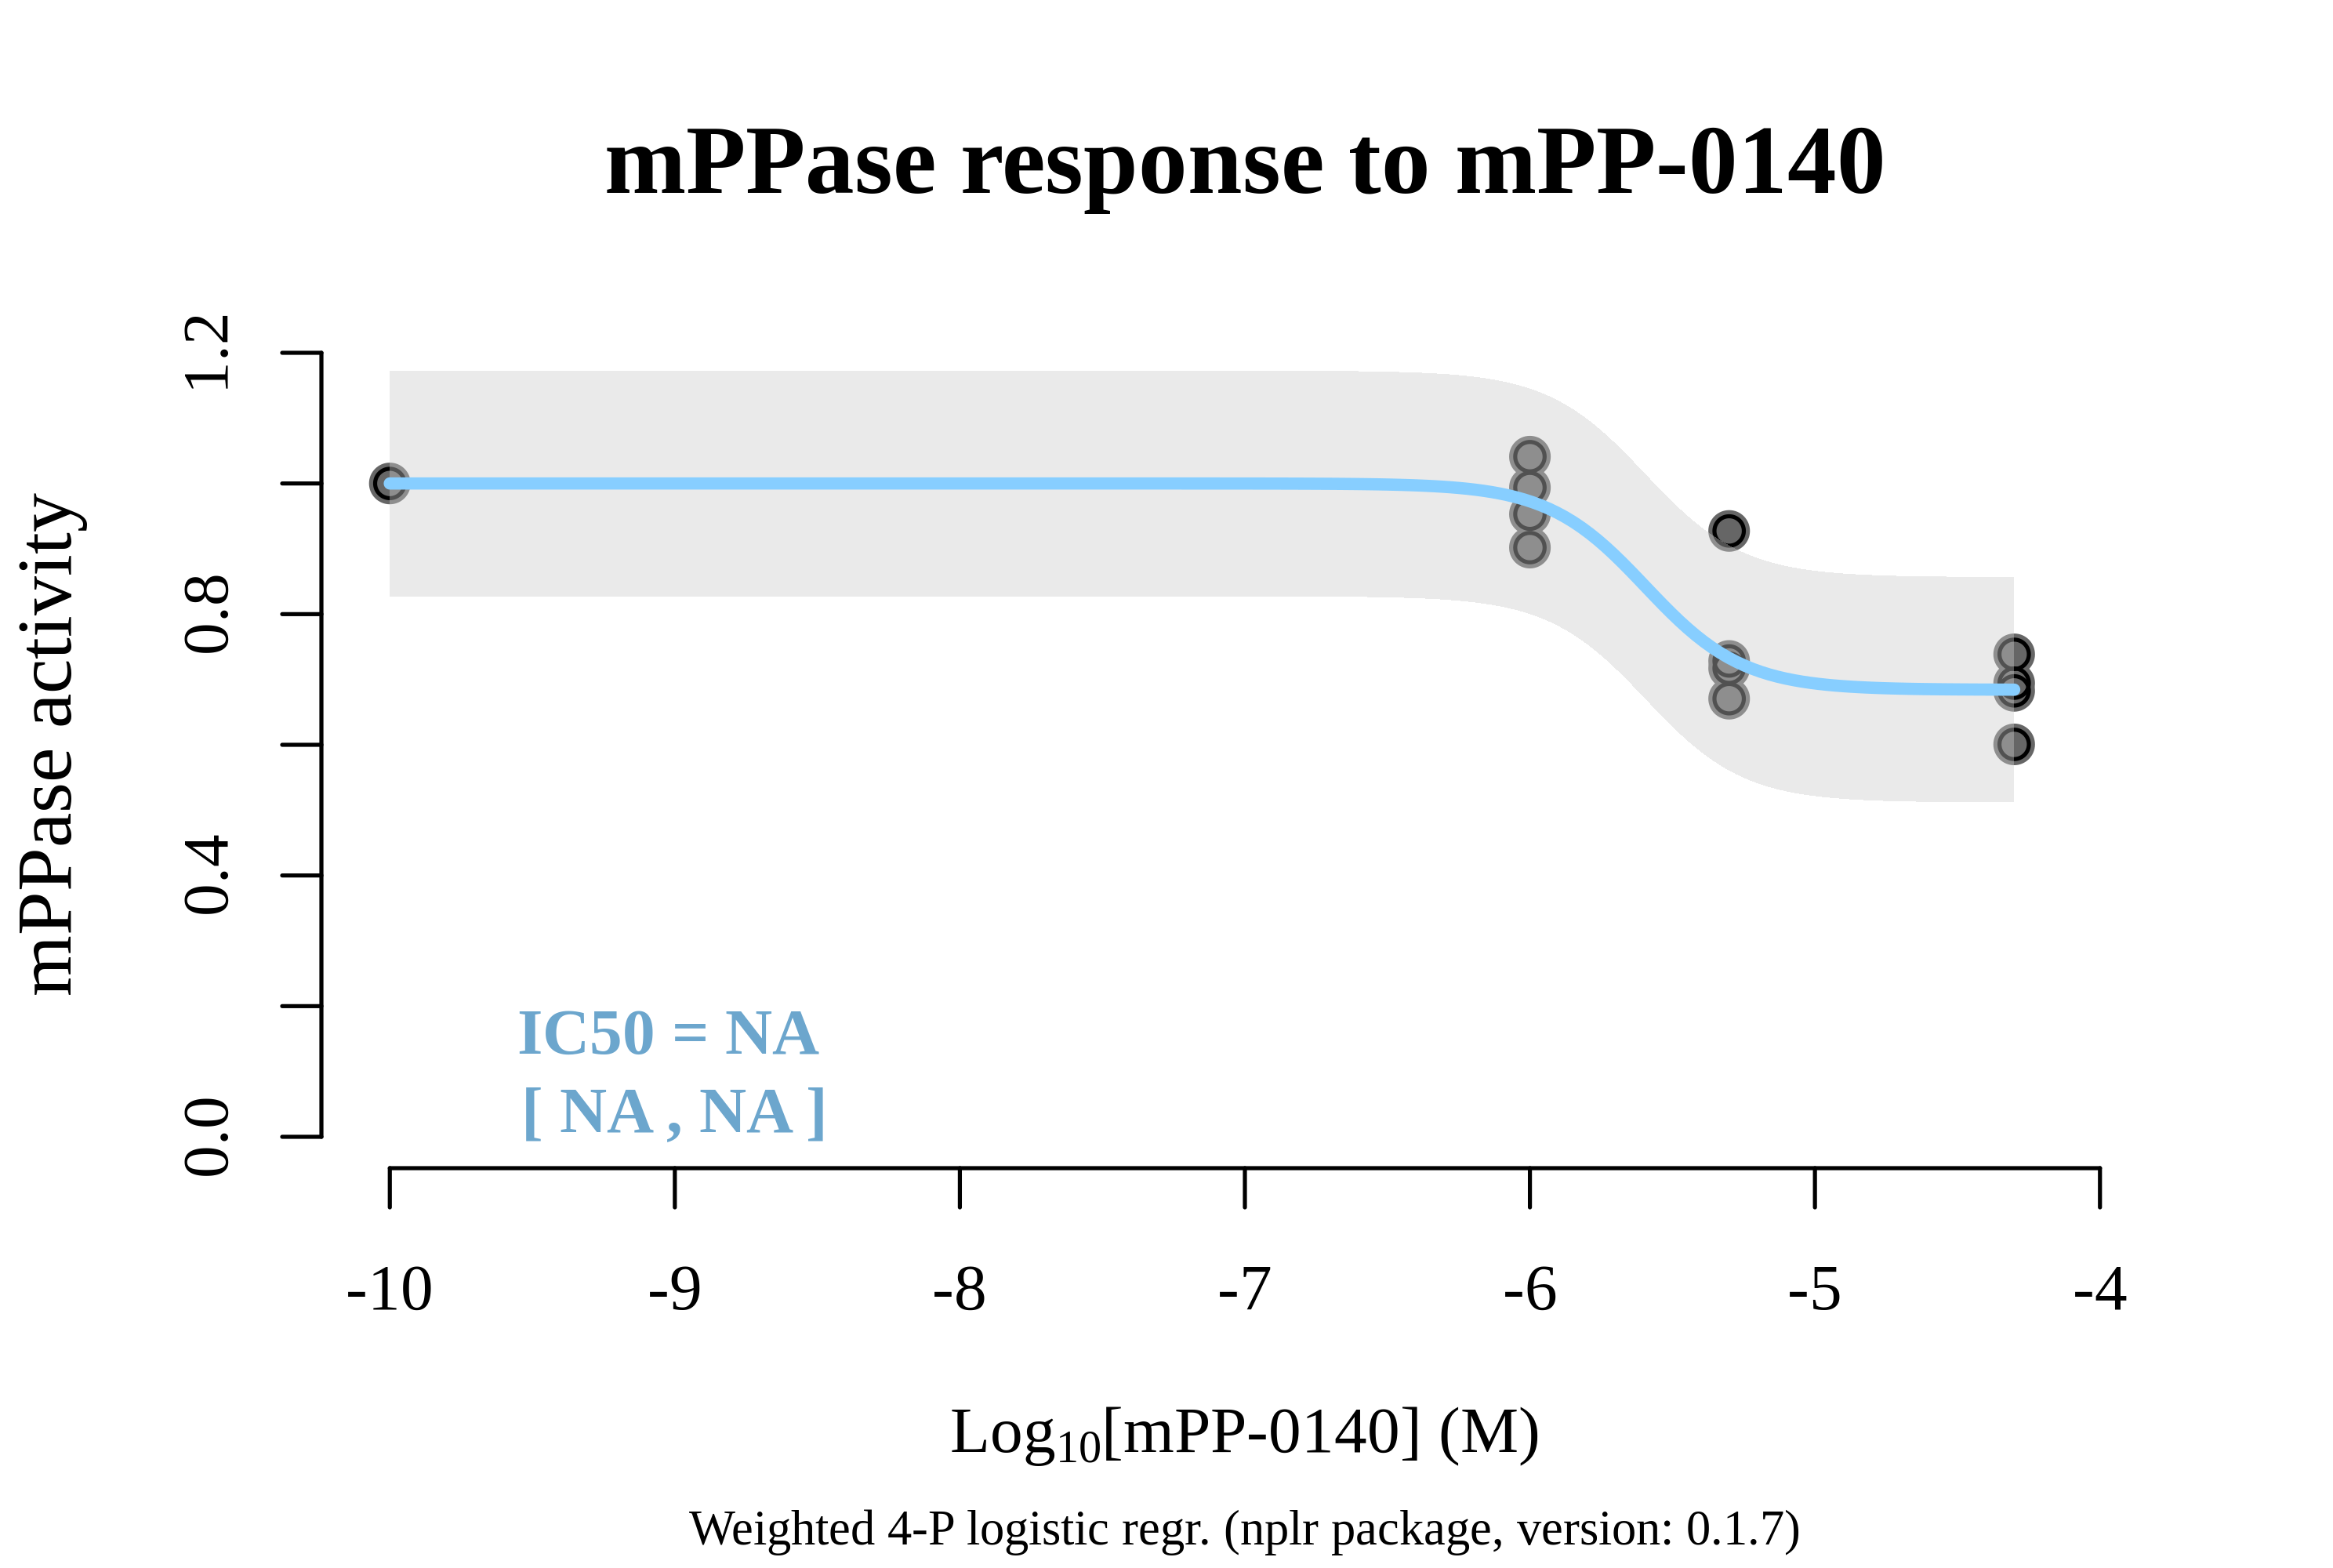 mPPase response to mPP-0140
mPPase activity
1.2
0.8
0.4
0.0
IC50 = NA
[ NA , NA ]
-10 -9 -8 -7 -6 -5 -4
Log10[mPP-0140] (M)
Weighted 4-P logistic regr. (nplr package, version: 0.1.7)